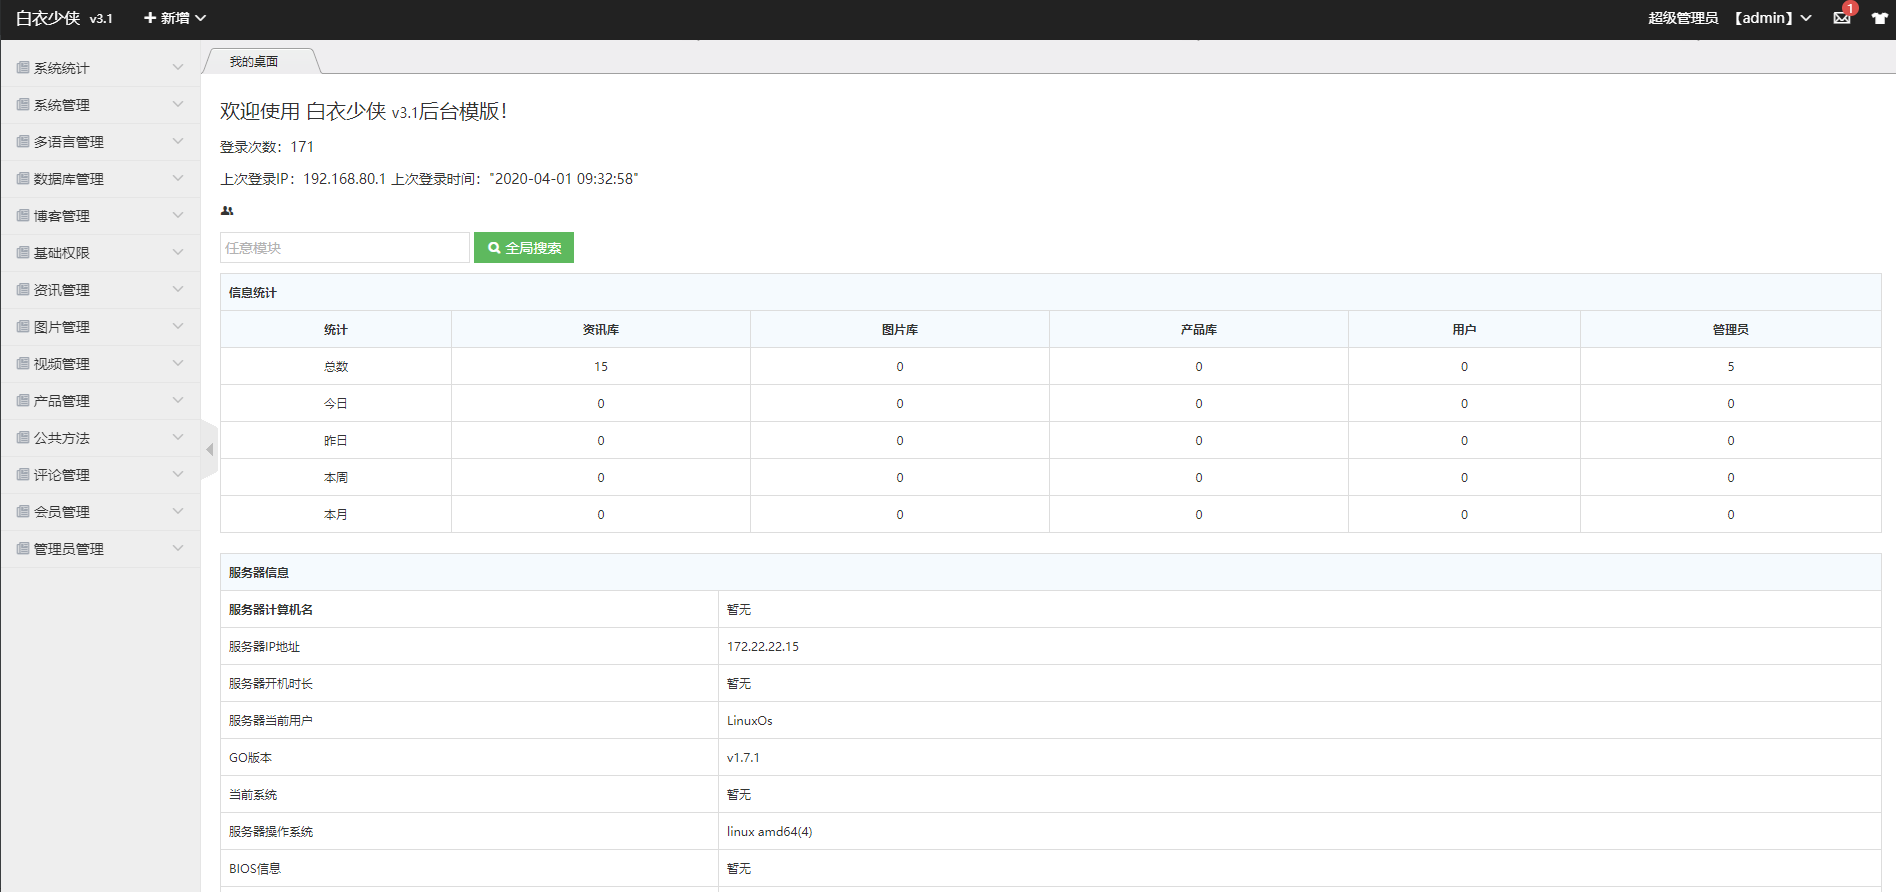 白衣少侠 v3.1 新增 超级管理员 【admin】 1
系统统计
系统管理
多语言管理
数据库管理
博客管理
基础权限
资讯管理
图片管理
视频管理
产品管理
公共方法
评论管理
会员管理
管理员管理
我的桌面
欢迎使用 白衣少侠 v3.1后台模版！
登录次数：171
上次登录IP：192.168.80.1 上次登录时间："2020-04-01 09:32:58"
任意模块 全局搜索
信息统计
统计 资讯库 图片库 产品库 用户 管理员
总数 15 0 0 0 5
今日 0 0 0 0 0
昨日 0 0 0 0 0
本周 0 0 0 0 0
本月 0 0 0 0 0
服务器信息
服务器计算机名 暂无
服务器IP地址 172.22.22.15
服务器开机时长 暂无
服务器当前用户 LinuxOs
GO版本 v1.7.1
当前系统 暂无
服务器操作系统 linux amd64(4)
BIOS信息 暂无